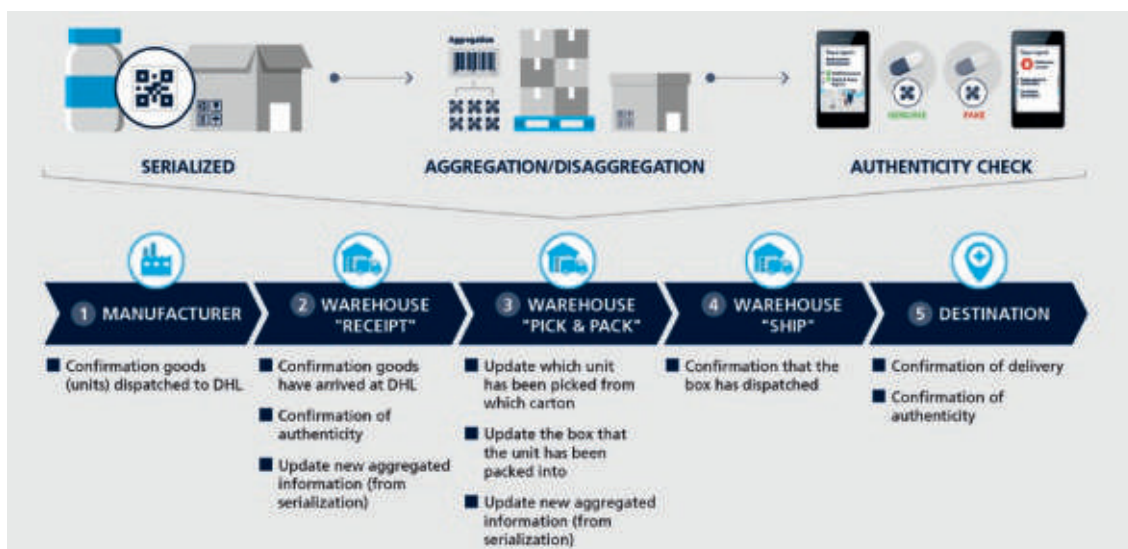 Aggregation
GENUINE
FAKE
SERIALIZED
AGGREGATION/DISAGGREGATION
AUTHENTICITY CHECK
1 MANUFACTURER
2 WAREHOUSE
"RECEIPT"
3 WAREHOUSE
"PICK & PACK"
4 WAREHOUSE
"SHIP"
5 DESTINATION
■ Confirmation goods
(units) dispatched to DHL
■ Confirmation goods
have arrived at DHL
■ Confirmation of
authenticity
■ Update new aggregated
information (from
serialization)
■ Update which unit
has been picked from
which carton
■ Update the box that
the unit has been
packed into
■ Update new aggregated
information (from
serialization)
■ Confirmation that the
box has dispatched
■ Confirmation of delivery
■ Confirmation of
authenticity